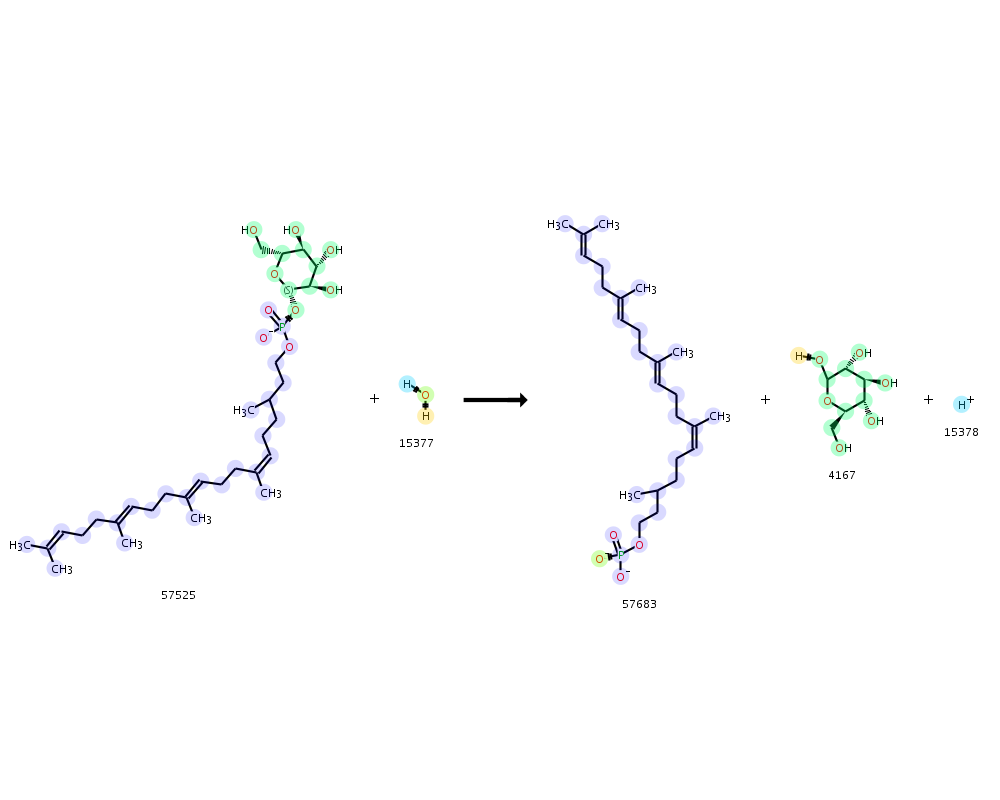 HO
HO
OH
O
(S)
OH
O
O
P
O⁻
O
H₃C
CH3
CH3
CH3
H₃C
CH3
57525
+
H
O
H
15377
H₃C
CH3
CH3
CH3
CH3
H₃C
O
O
P
O⁻
O⁻
57683
+
H
O
OH
OH
O
OH
OH
4167
+
H⁺
15378